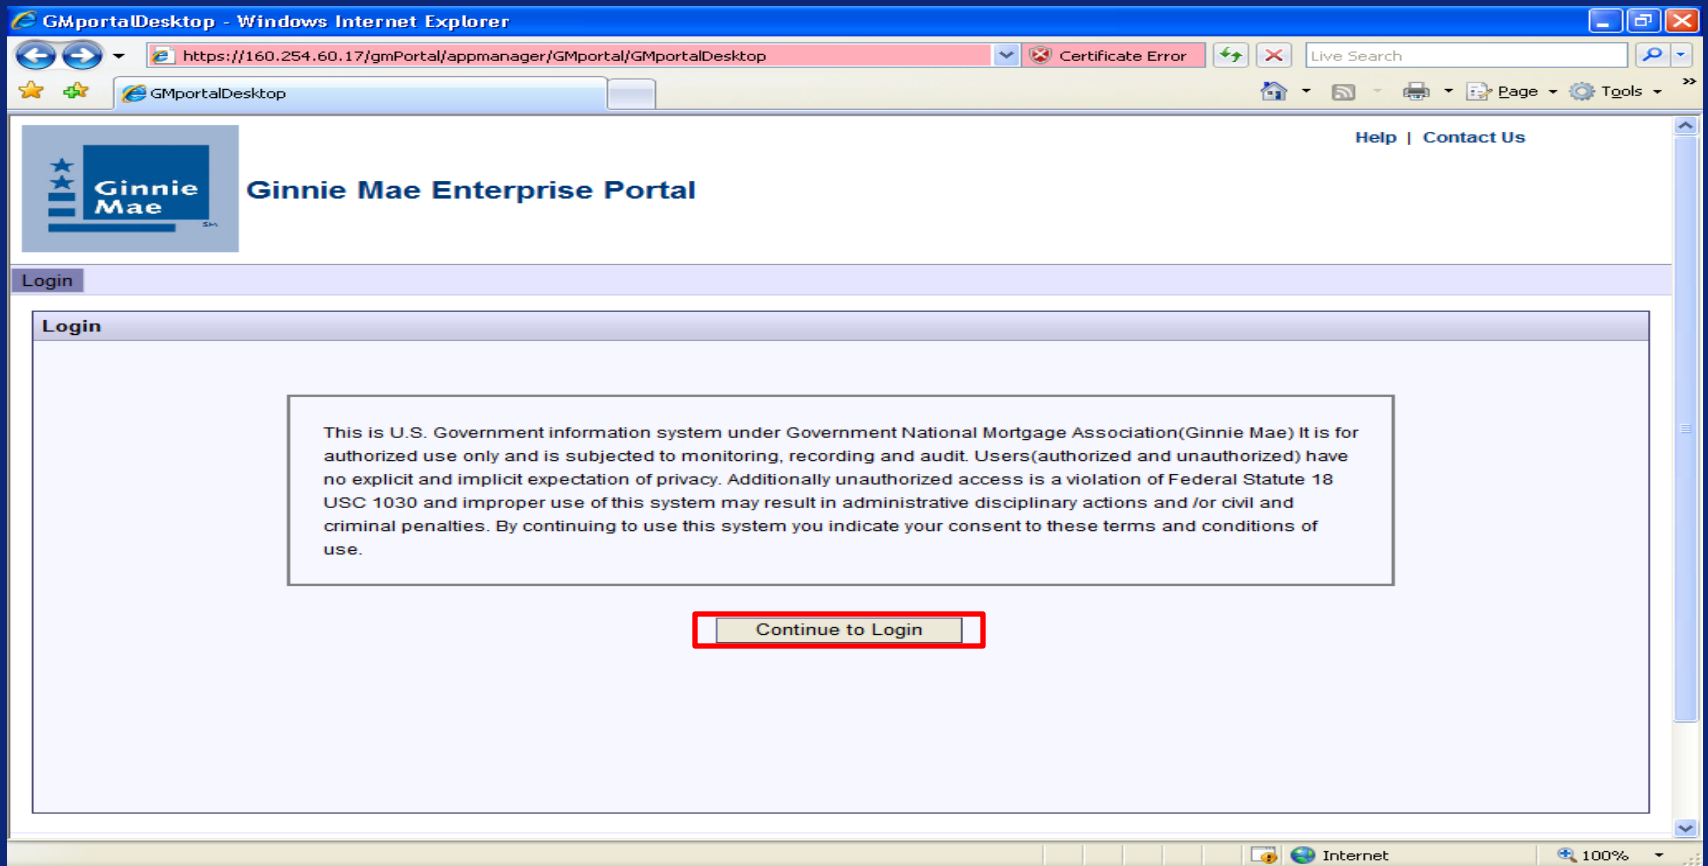 GMportalDesktop - Windows Internet Explorer
https://160.254.60.17/gmPortal/appmanager/GMportal/GMportalDesktop
Certificate Error
Live Search
GMportalDesktop
Page
Tools
»
Help | Contact Us
Ginnie
Mae
SM
Ginnie Mae Enterprise Portal
Login
Login
This is U.S. Government information system under Government National Mortgage Association(Ginnie Mae) It is for
authorized use only and is subjected to monitoring, recording and audit. Users(authorized and unauthorized) have
no explicit and implicit expectation of privacy. Additionally unauthorized access is a violation of Federal Statute 18
USC 1030 and improper use of this system may result in administrative disciplinary actions and /or civil and
criminal penalties. By continuing to use this system you indicate your consent to these terms and conditions of
use.
Continue to Login
Internet
100%